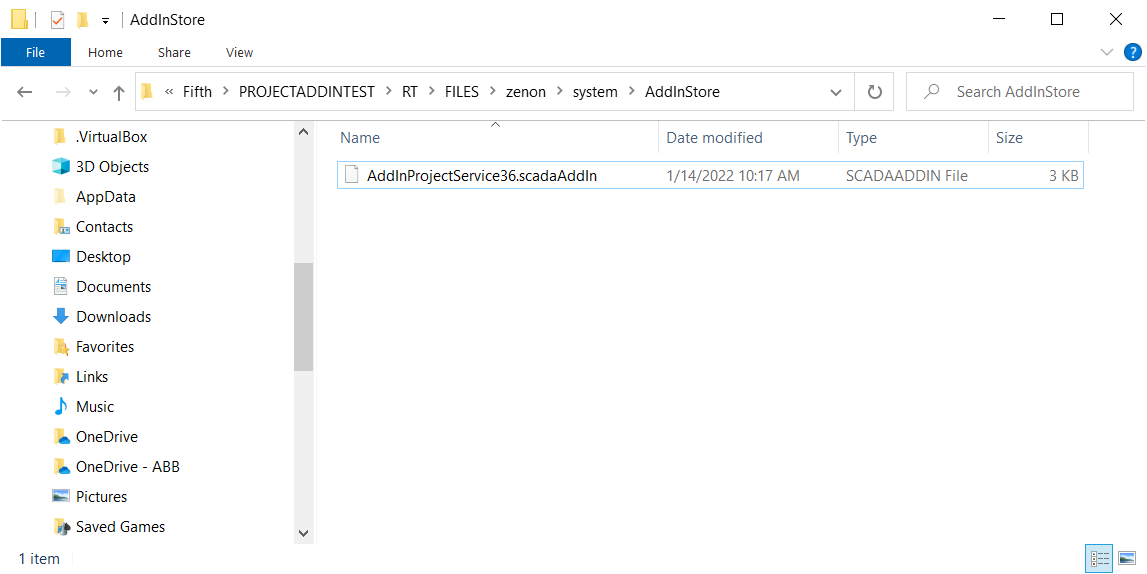 AddInStore
File Home Share View
« Fifth > PROJECTADDINTEST > RT > FILES > zenon > system > AddInStore
Search AddInStore
.VirtualBox
3D Objects
AppData
Contacts
Desktop
Documents
Downloads
Favorites
Links
Music
OneDrive
OneDrive - ABB
Pictures
Saved Games
Name Date modified Type Size
AddInProjectService36.scadaAddIn 1/14/2022 10:17 AM SCADAADDIN File 3 KB
1 item